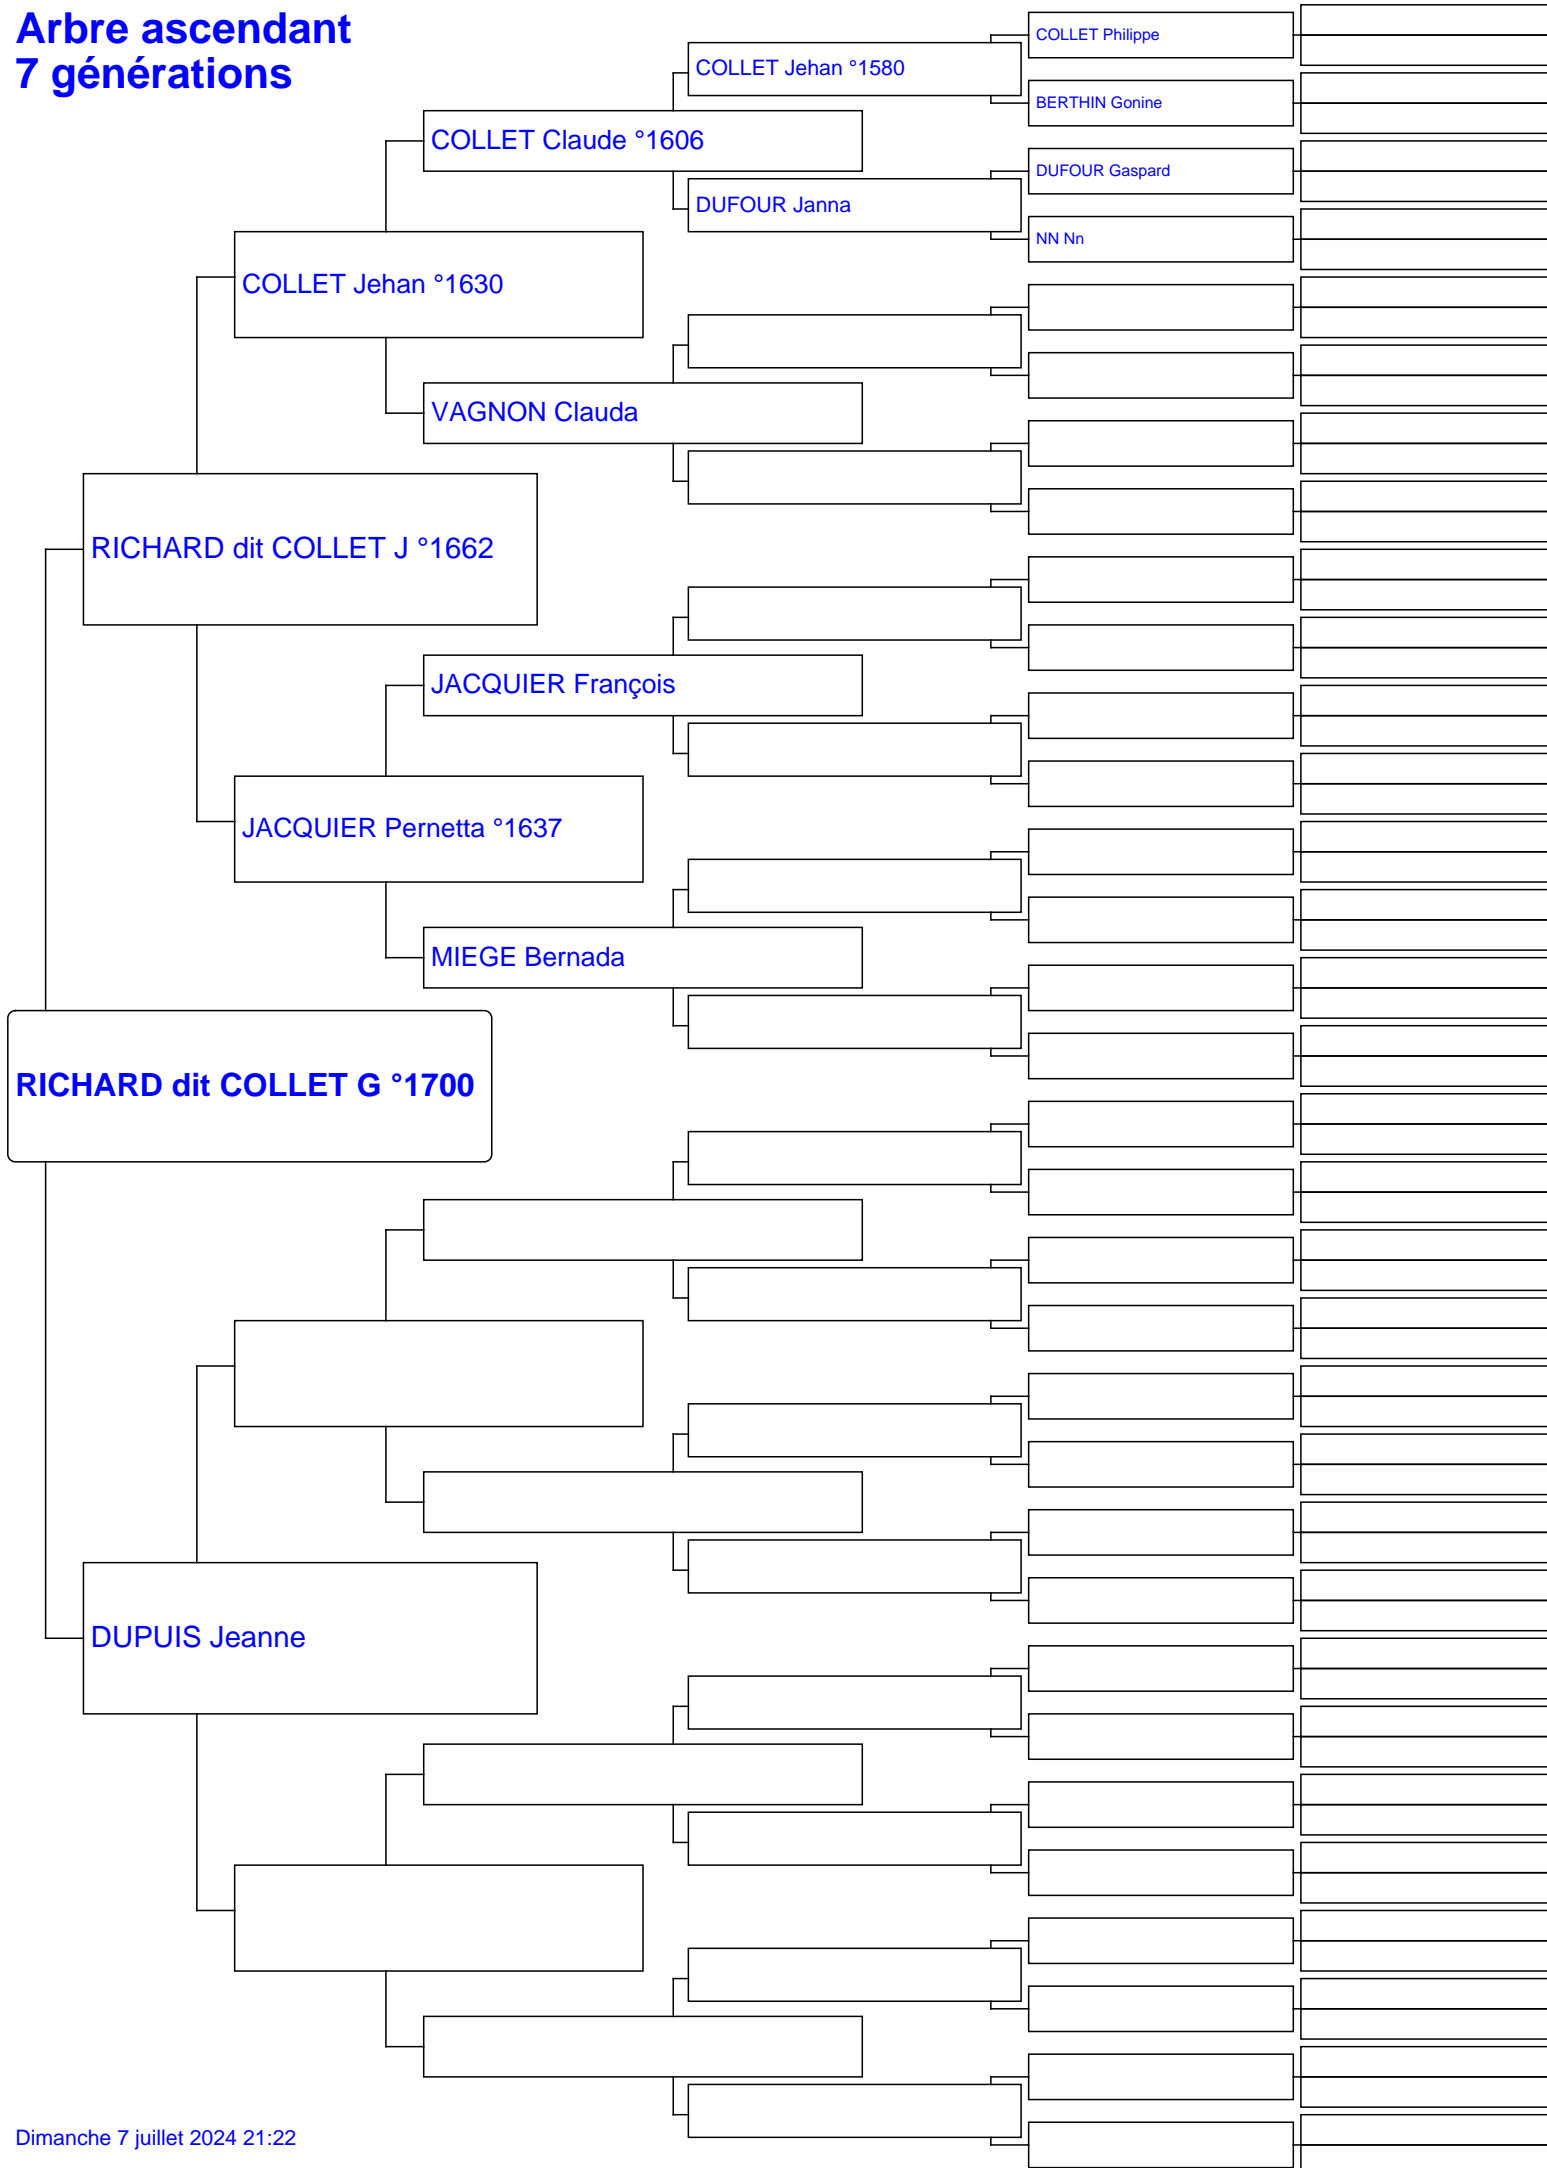 Arbre ascendant
7 générations
COLLET Philippe
COLLET Jehan °1580
BERTHIN Gonine
COLLET Claude °1606
DUFOUR Gaspard
DUFOUR Janna
NN Nn
COLLET Jehan °1630
VAGNON Clauda
RICHARD dit COLLET J °1662
JACQUIER François
JACQUIER Pernetta °1637
MIEGE Bernada
RICHARD dit COLLET G °1700
DUPUIS Jeanne
Dimanche 7 juillet 2024 21:22